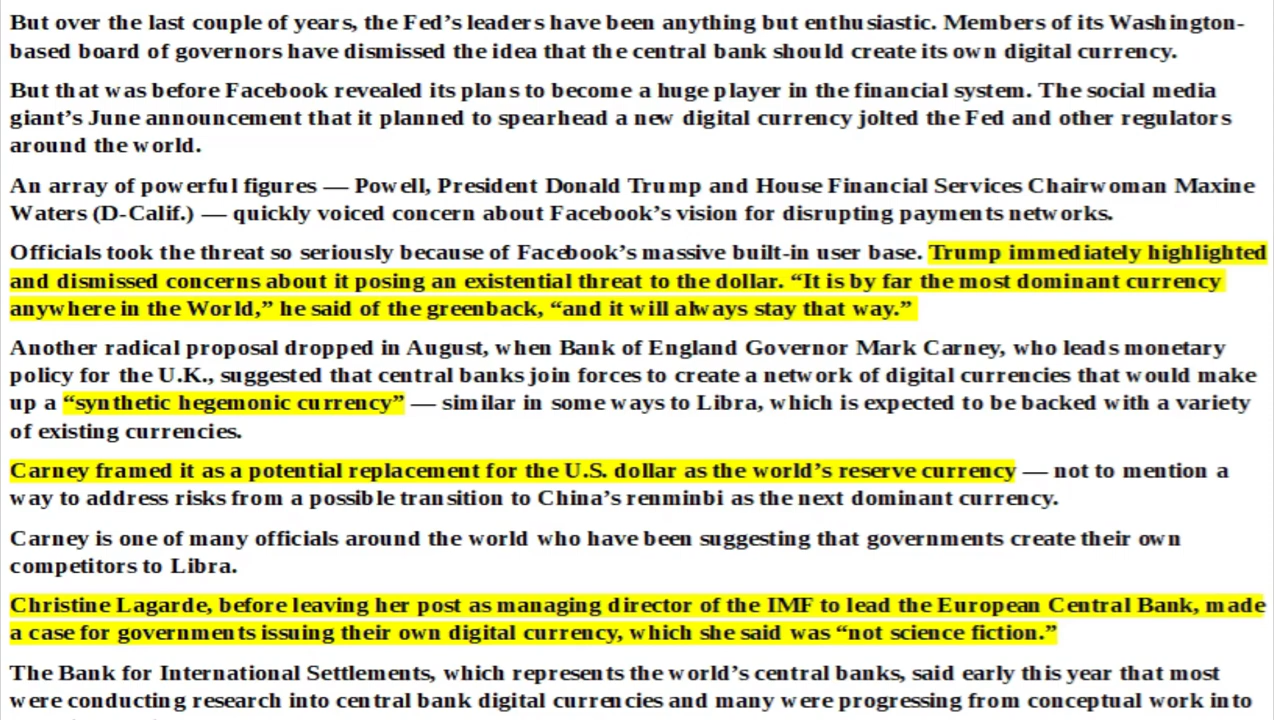 But over the last couple of years, the Fed’s leaders have been anything but enthusiastic. Members of its Washington-
based board of governors have dismissed the idea that the central bank should create its own digital currency.
But that was before Facebook revealed its plans to become a huge player in the financial system. The social media
giant’s June announcement that it planned to spearhead a new digital currency jolted the Fed and other regulators
around the world.
An array of powerful figures — Powell, President Donald Trump and House Financial Services Chairwoman Maxine
Waters (D-Calif.) — quickly voiced concern about Facebook’s vision for disrupting payments networks.
Officials took the threat so seriously because of Facebook’s massive built-in user base. Trump immediately highlighted
and dismissed concerns about it posing an existential threat to the dollar. “It is by far the most dominant currency
anywhere in the World,” he said of the greenback, “and it will always stay that way.”
Another radical proposal dropped in August, when Bank of England Governor Mark Carney, who leads monetary
policy for the U.K., suggested that central banks join forces to create a network of digital currencies that would make
up a “synthetic hegemonic currency” — similar in some ways to Libra, which is expected to be backed with a variety
of existing currencies.
Carney framed it as a potential replacement for the U.S. dollar as the world’s reserve currency — not to mention a
way to address risks from a possible transition to China’s renminbi as the next dominant currency.
Carney is one of many officials around the world who have been suggesting that governments create their own
competitors to Libra.
Christine Lagarde, before leaving her post as managing director of the IMF to lead the European Central Bank, made
a case for governments issuing their own digital currency, which she said was “not science fiction.”
The Bank for International Settlements, which represents the world’s central banks, said early this year that most
were conducting research into central bank digital currencies and many were progressing from conceptual work into